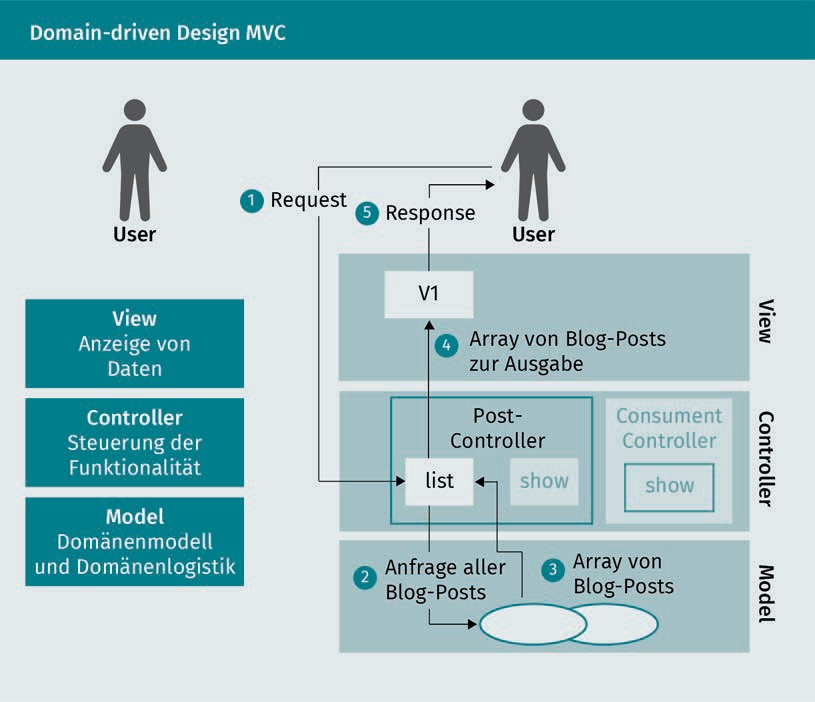 Domain-driven Design MVC
User
View
Anzeige von
Daten
Controller
Steuerung der
Funktionalität
Model
Domänenmodell
und Domänenlogistik
1 Request
5 Response
User
V1
4 Array von Blog-Posts
zur Ausgabe
View
Post-
Controller
list
show
Consument
Controller
show
Controller
2 Anfrage aller
Blog-Posts
3 Array von
Blog-Posts
Model